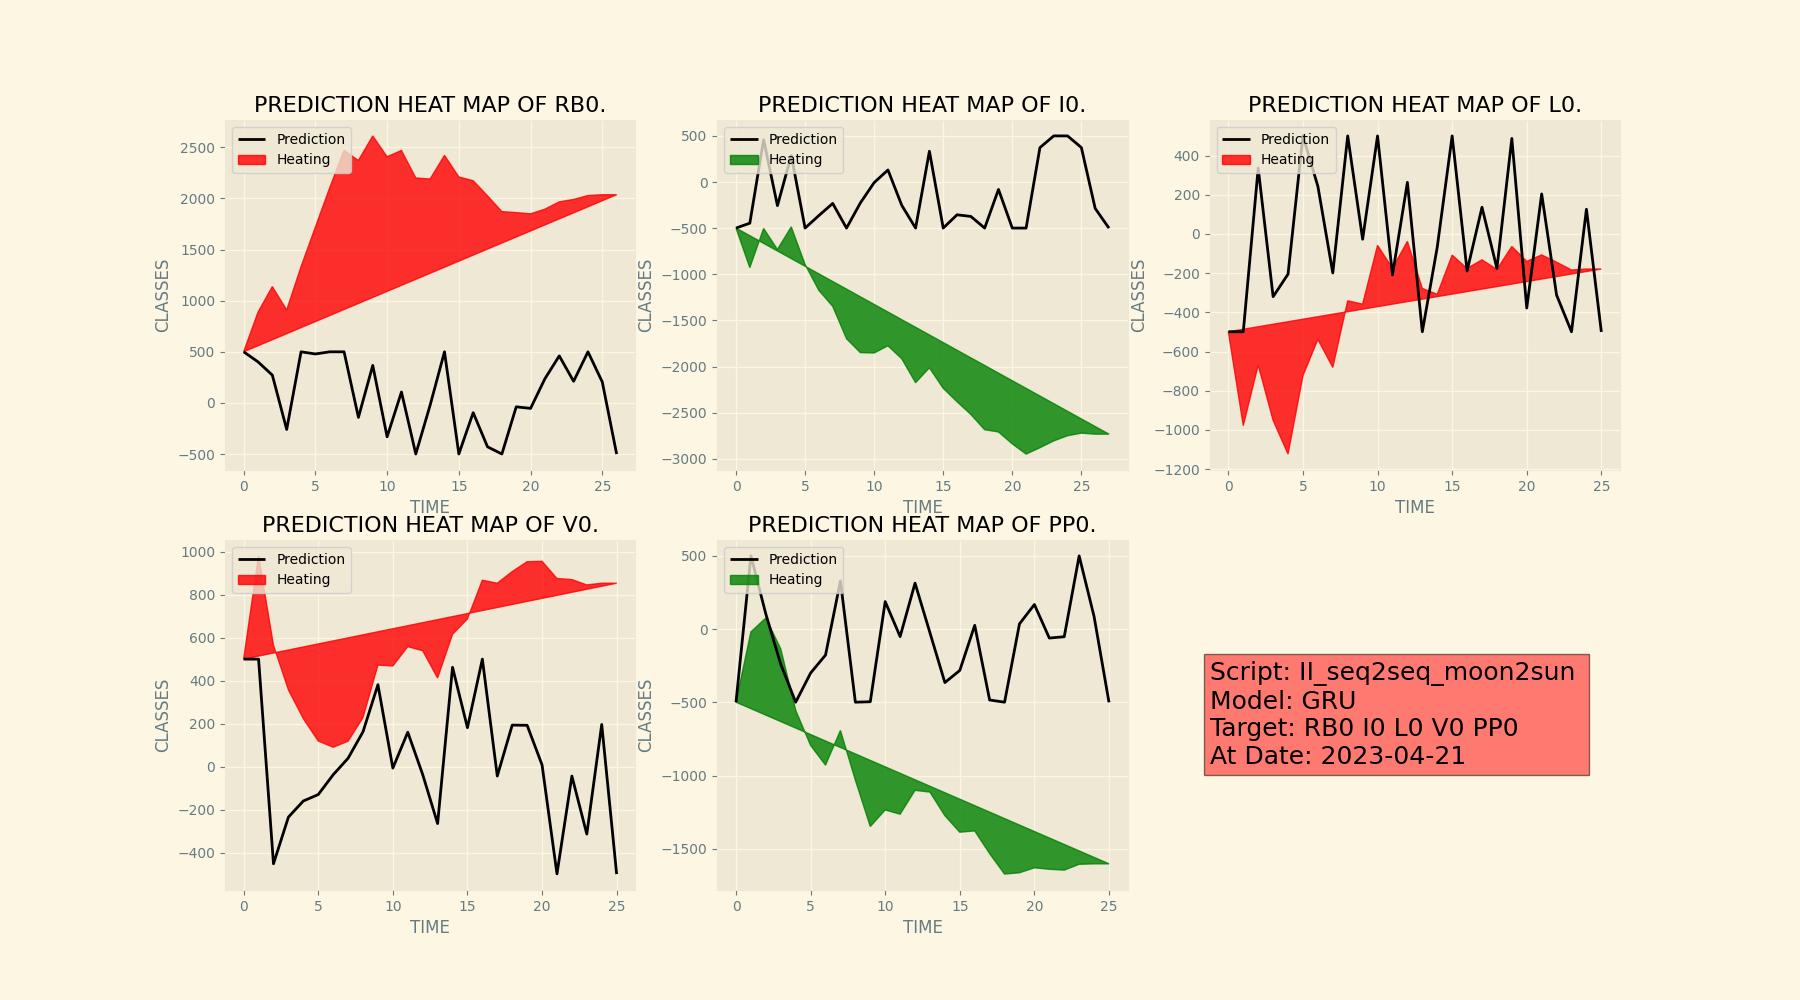 PREDICTION HEAT MAP OF RB0.
Prediction
Heating
CLASSES
2500
2000
1500
1000
500
0
−500
0 5 10 15 20 25
TIME
PREDICTION HEAT MAP OF I0.
Prediction
Heating
CLASSES
500
0
−500
−1000
−1500
−2000
−2500
−3000
0 5 10 15 20 25
TIME
PREDICTION HEAT MAP OF L0.
Prediction
Heating
CLASSES
400
200
0
−200
−400
−600
−800
−1000
−1200
0 5 10 15 20 25
TIME
PREDICTION HEAT MAP OF V0.
Prediction
Heating
CLASSES
1000
800
600
400
200
0
−200
−400
0 5 10 15 20 25
TIME
PREDICTION HEAT MAP OF PP0.
Prediction
Heating
CLASSES
500
0
−500
−1000
−1500
0 5 10 15 20 25
TIME
Script: II_seq2seq_moon2sun
Model: GRU
Target: RB0 I0 L0 V0 PP0
At Date: 2023-04-21